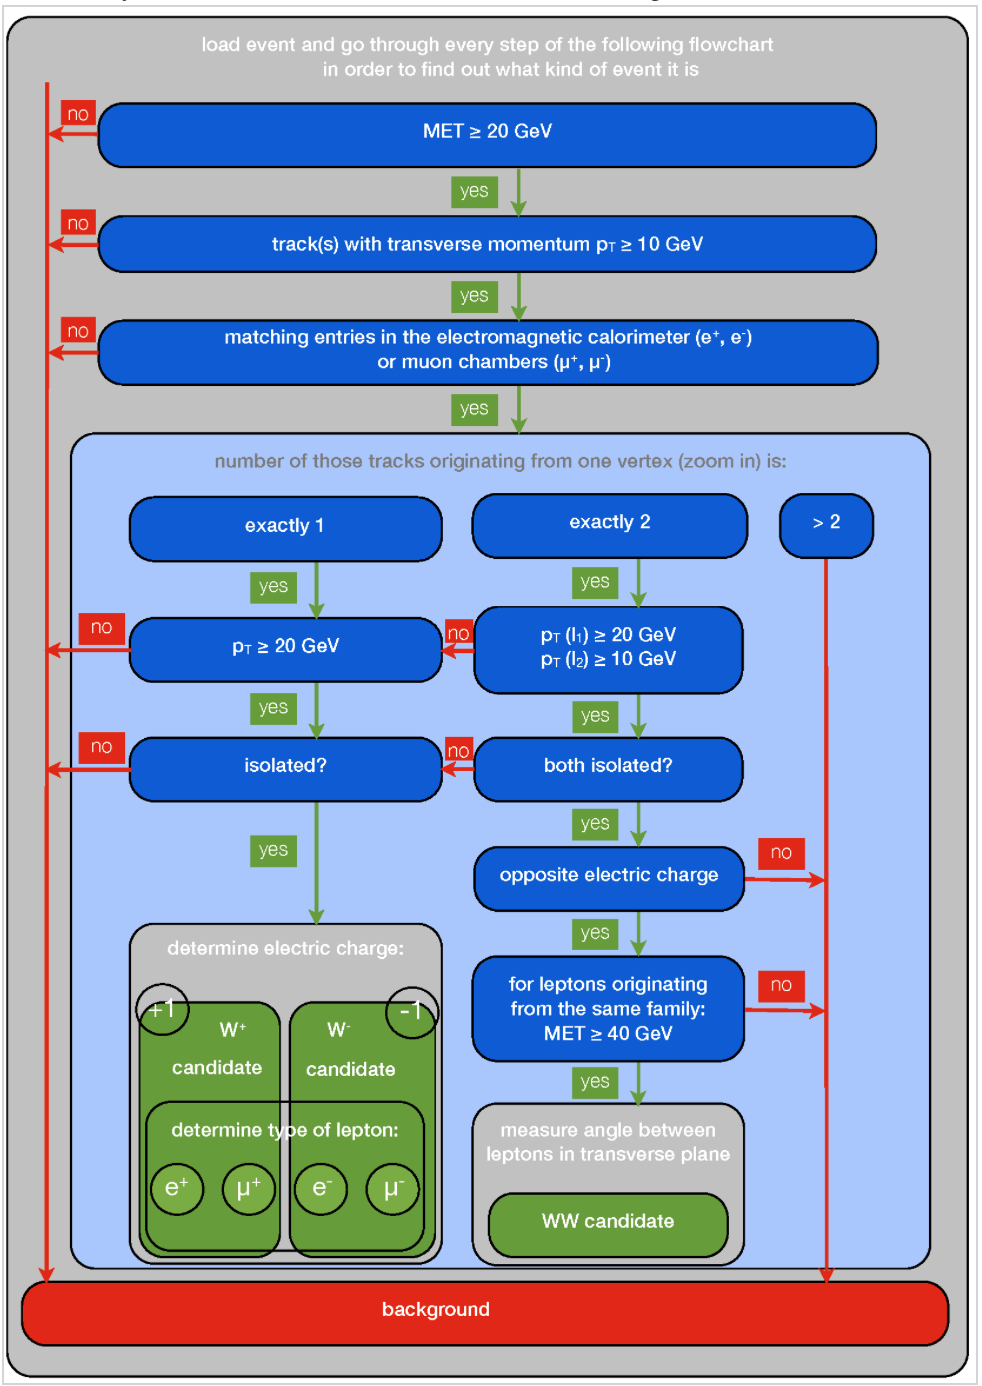 load event and go through every step of the following flowchart
in order to find out what kind of event it is
no
MET ≥ 20 GeV
yes
no
track(s) with transverse momentum pT ≥ 10 GeV
yes
no
matching entries in the electromagnetic calorimeter (e⁺, e⁻)
or muon chambers (μ⁺, μ⁻)
yes
number of those tracks originating from one vertex (zoom in) is:
exactly 1
exactly 2
> 2
yes
yes
no
pT ≥ 20 GeV
no
pT (l₁) ≥ 20 GeV
pT (l₂) ≥ 10 GeV
yes
yes
no
isolated?
no
both isolated?
yes
yes
opposite electric charge
no
yes
determine electric charge:
for leptons originating
from the same family:
MET ≥ 40 GeV
no
+1
-1
W⁺
candidate
W⁻
candidate
yes
determine type of lepton:
e⁺
μ⁺
e⁻
μ⁻
measure angle between
leptons in transverse plane
WW candidate
background